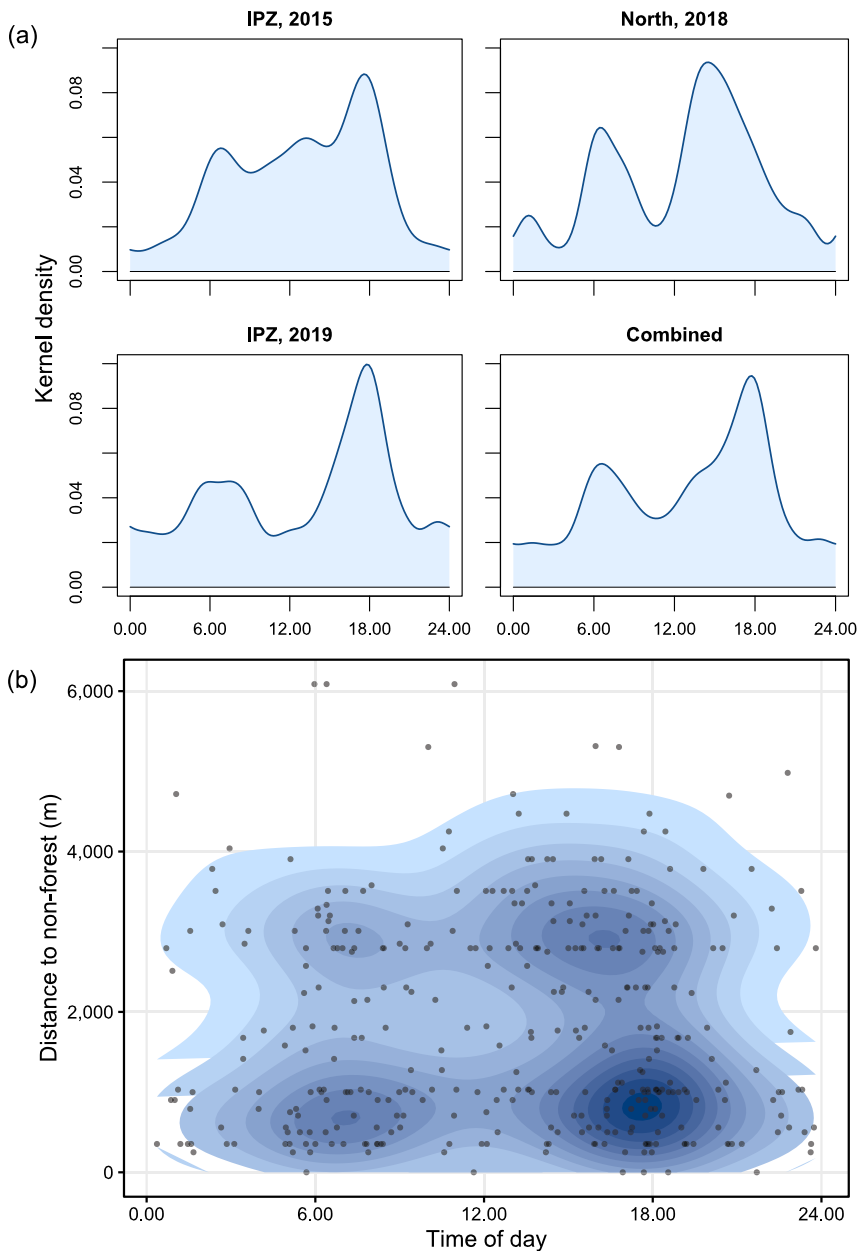 (a)
IPZ, 2015
North, 2018
Kernel density
0.08
0.04
0.00
IPZ, 2019
Combined
0.08
0.04
0.00
0.00 6.00 12.00 18.00 24.00
0.00 6.00 12.00 18.00 24.00
(b)
Distance to non-forest (m)
6,000
4,000
2,000
0
0.00 6.00 12.00 18.00 24.00
Time of day